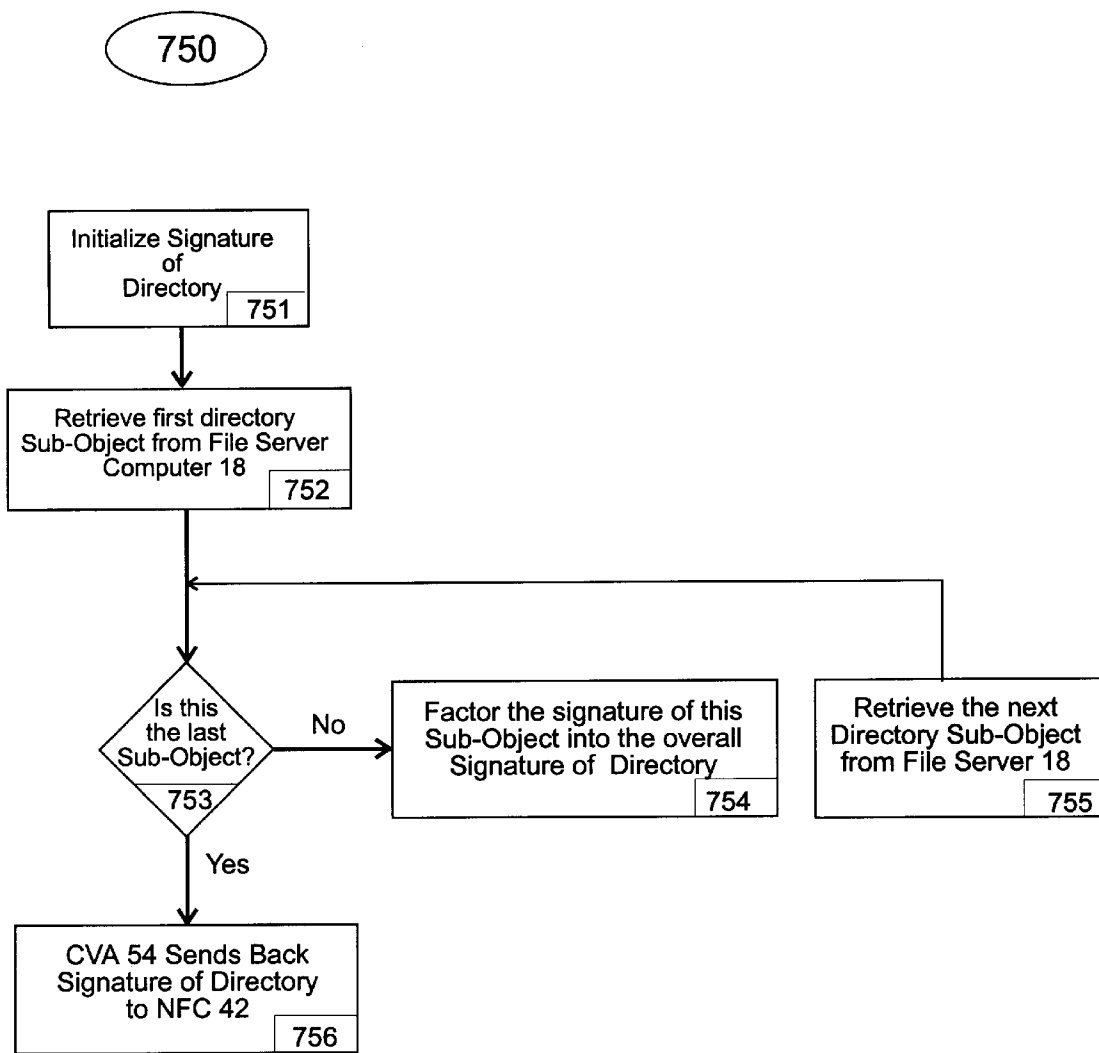 750
Initialize Signature
of
Directory
751
Retrieve first directory
Sub-Object from File Server
Computer 18
752
Is this
the last
Sub-Object?
753
No
Factor the signature of this
Sub-Object into the overall
Signature of Directory
754
Retrieve the next
Directory Sub-Object
from File Server 18
755
Yes
CVA 54 Sends Back
Signature of Directory
to NFC 42
756